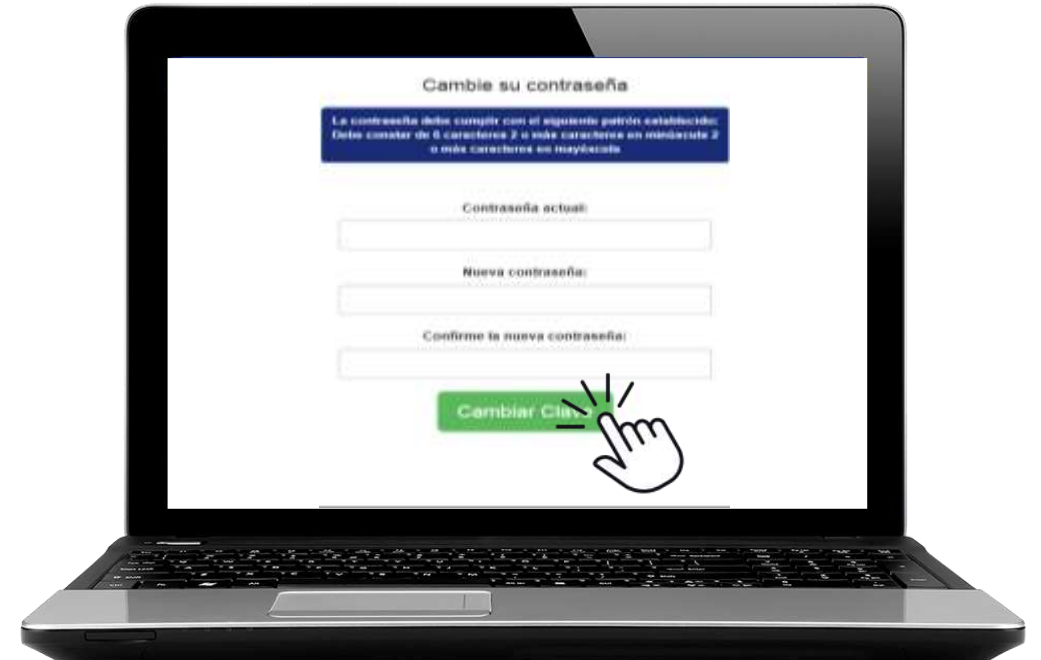 Cambie su contraseña
La contraseña debe cumplir con el siguiente patrón establecido:
Debe constar de 6 caracteres 2 o más caracteres en minúscula 2
o más caracteres en mayúscula
Contraseña actual:
Nueva contraseña:
Confirme la nueva contraseña:
Cambiar Clave